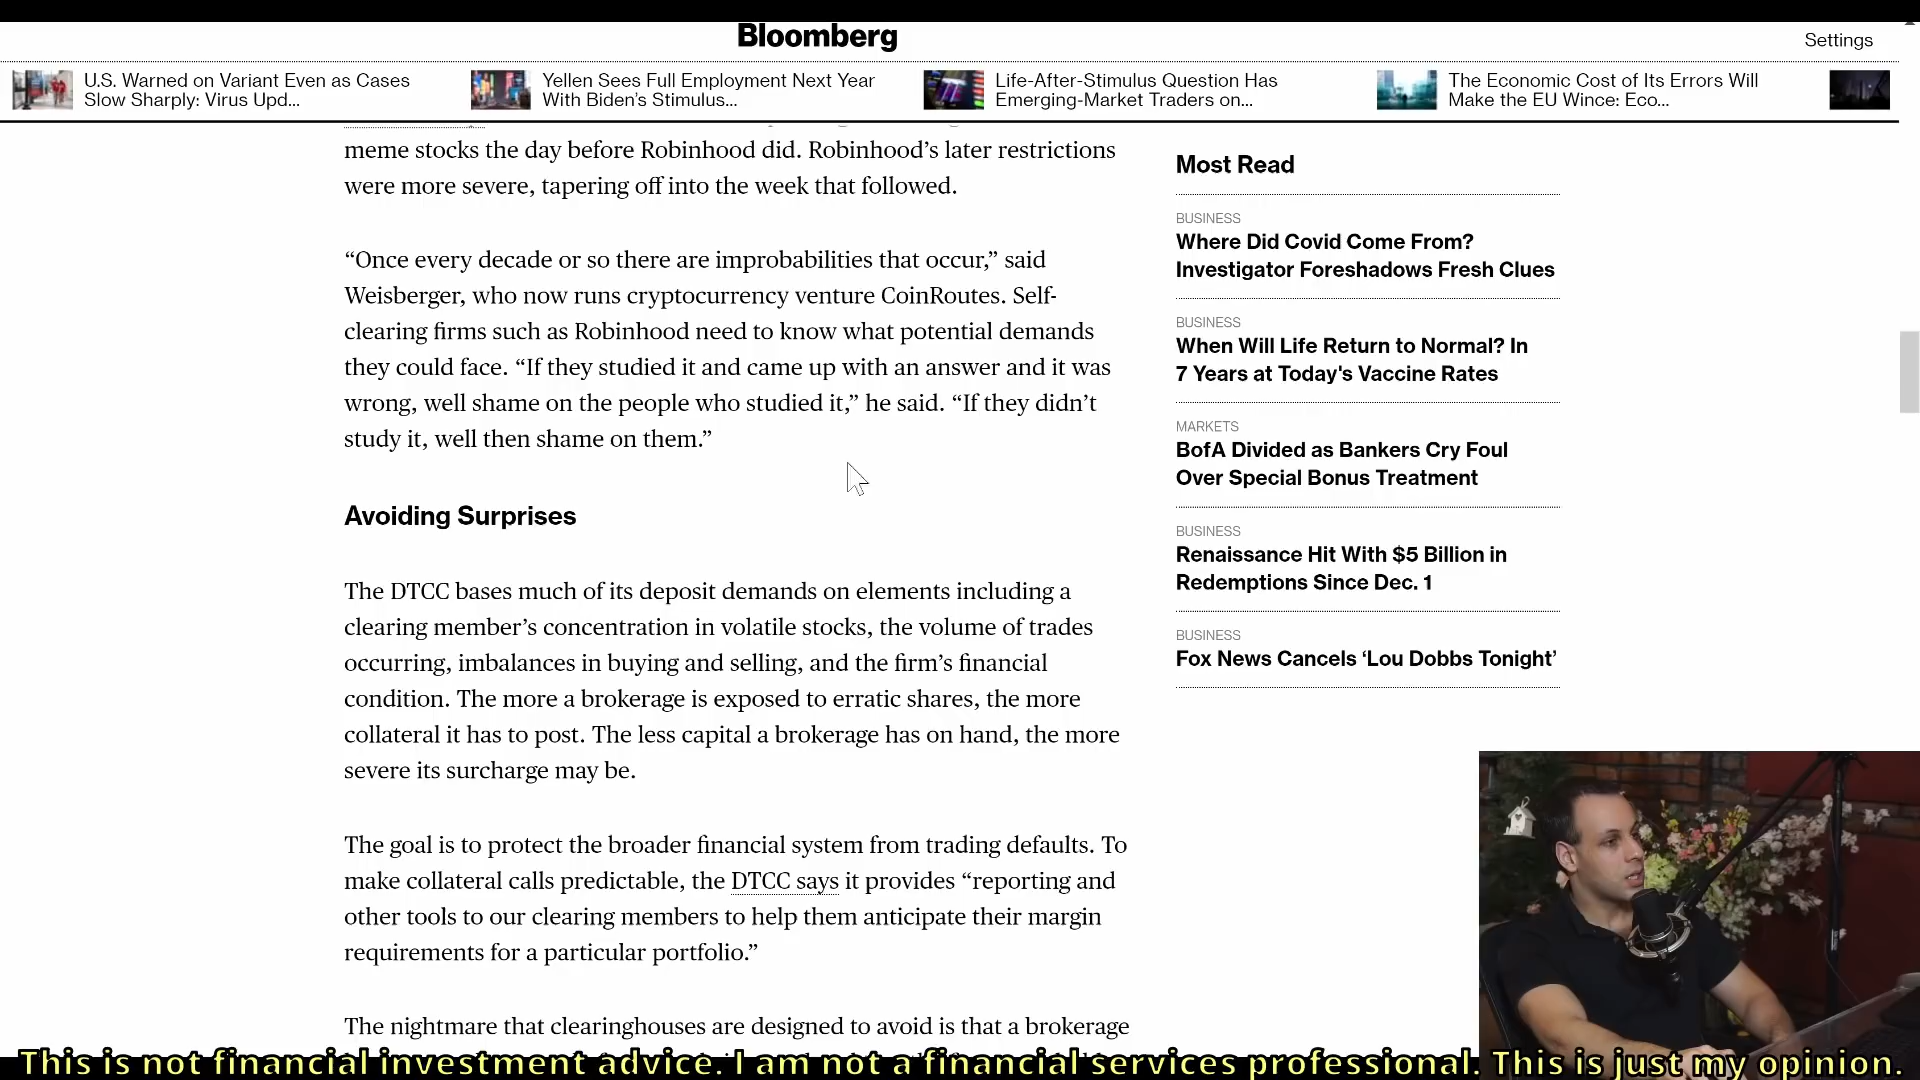 Bloomberg
Settings
U.S. Warned on Variant Even as Cases
Slow Sharply: Virus Upd...
Yellen Sees Full Employment Next Year
With Biden's Stimulus...
Life-After-Stimulus Question Has
Emerging-Market Traders on...
The Economic Cost of Its Errors Will
Make the EU Wince: Eco...
meme stocks the day before Robinhood did. Robinhood’s later restrictions
were more severe, tapering off into the week that followed.
“Once every decade or so there are improbabilities that occur,” said
Weisberger, who now runs cryptocurrency venture CoinRoutes. Self-
clearing firms such as Robinhood need to know what potential demands
they could face. “If they studied it and came up with an answer and it was
wrong, well shame on the people who studied it,” he said. “If they didn’t
study it, well then shame on them.”
Avoiding Surprises
The DTCC bases much of its deposit demands on elements including a
clearing member’s concentration in volatile stocks, the volume of trades
occurring, imbalances in buying and selling, and the firm’s financial
condition. The more a brokerage is exposed to erratic shares, the more
collateral it has to post. The less capital a brokerage has on hand, the more
severe its surcharge may be.
The goal is to protect the broader financial system from trading defaults. To
make collateral calls predictable, the DTCC says it provides “reporting and
other tools to our clearing members to help them anticipate their margin
requirements for a particular portfolio.”
The nightmare that clearinghouses are designed to avoid is that a brokerage
Most Read
BUSINESS
Where Did Covid Come From?
Investigator Foreshadows Fresh Clues
BUSINESS
When Will Life Return to Normal? In
7 Years at Today's Vaccine Rates
MARKETS
BofA Divided as Bankers Cry Foul
Over Special Bonus Treatment
BUSINESS
Renaissance Hit With $5 Billion in
Redemptions Since Dec. 1
BUSINESS
Fox News Cancels ‘Lou Dobbs Tonight’
This is not financial investment advice. I am not a financial services professional. This is just my opinion.